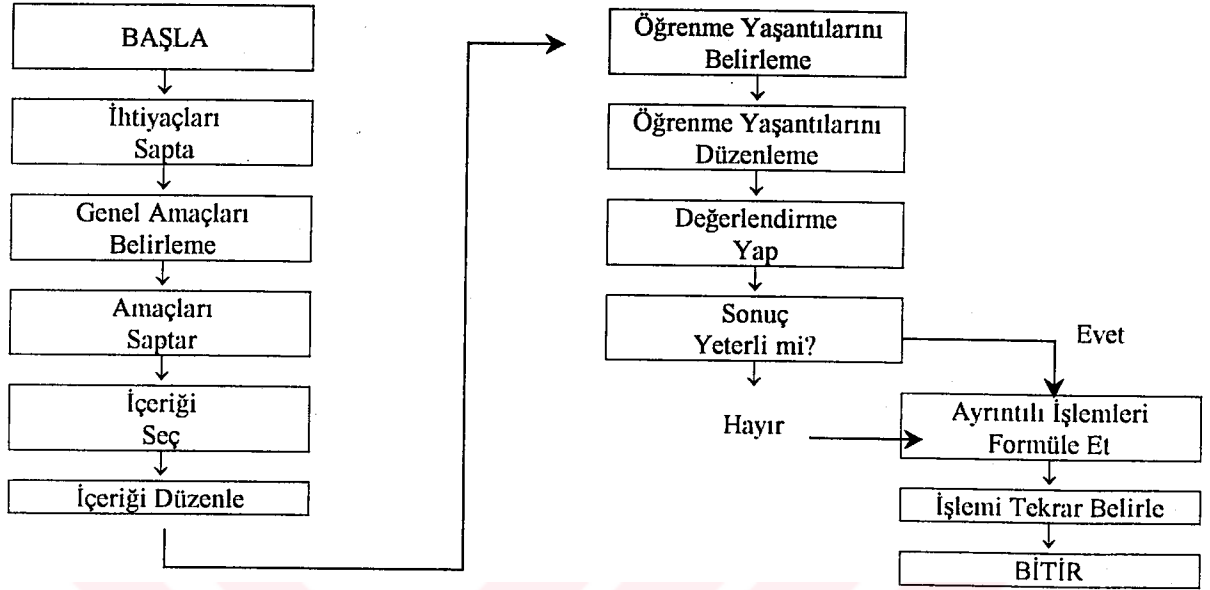 BAŞLA
İhtiyaçları
Sapta
Genel Amaçları
Belirleme
Amaçları
Saptar
İçeriği
Seç
İçeriği Düzenle
Öğrenme Yaşantılarını
Belirleme
Öğrenme Yaşantılarını
Düzenleme
Değerlendirme
Yap
Sonuç
Yeterli mi?
Evet
Hayır
Ayrıntılı İşlemleri
Formüle Et
İşlemi Tekrar Belirle
BİTİR